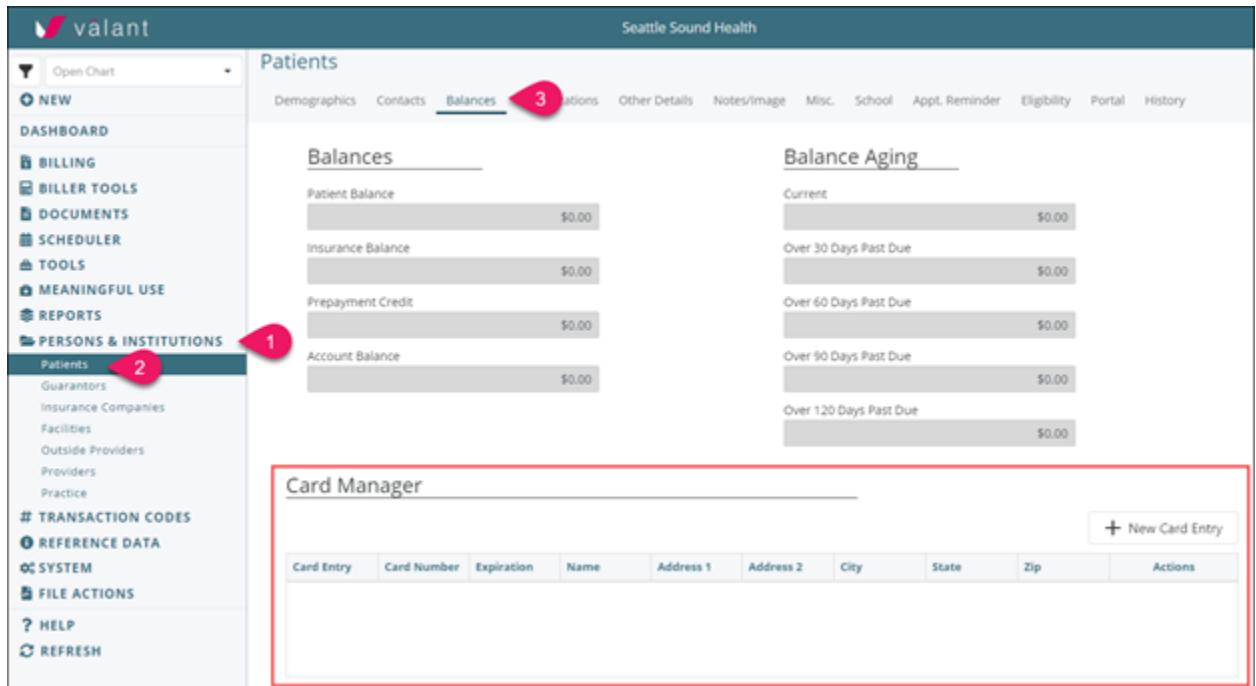 valant
Seattle Sound Health
Open Chart
NEW
DASHBOARD
BILLING
BILLER TOOLS
DOCUMENTS
SCHEDULER
TOOLS
MEANINGFUL USE
REPORTS
PERSONS & INSTITUTIONS
1
Patients
2
Guarantors
Insurance Companies
Facilities
Outside Providers
Providers
Practice
# TRANSACTION CODES
REFERENCE DATA
SYSTEM
FILE ACTIONS
? HELP
REFRESH
Patients
Demographics Contacts Balances 3 ations Other Details Notes/Image Misc. School Appt. Reminder Eligibility Portal History
Balances
Patient Balance
$0.00
Insurance Balance
$0.00
Prepayment Credit
$0.00
Account Balance
$0.00
Balance Aging
Current
$0.00
Over 30 Days Past Due
$0.00
Over 60 Days Past Due
$0.00
Over 90 Days Past Due
$0.00
Over 120 Days Past Due
$0.00
Card Manager
+ New Card Entry
Card Entry Card Number Expiration Name Address 1 Address 2 City State Zip Actions